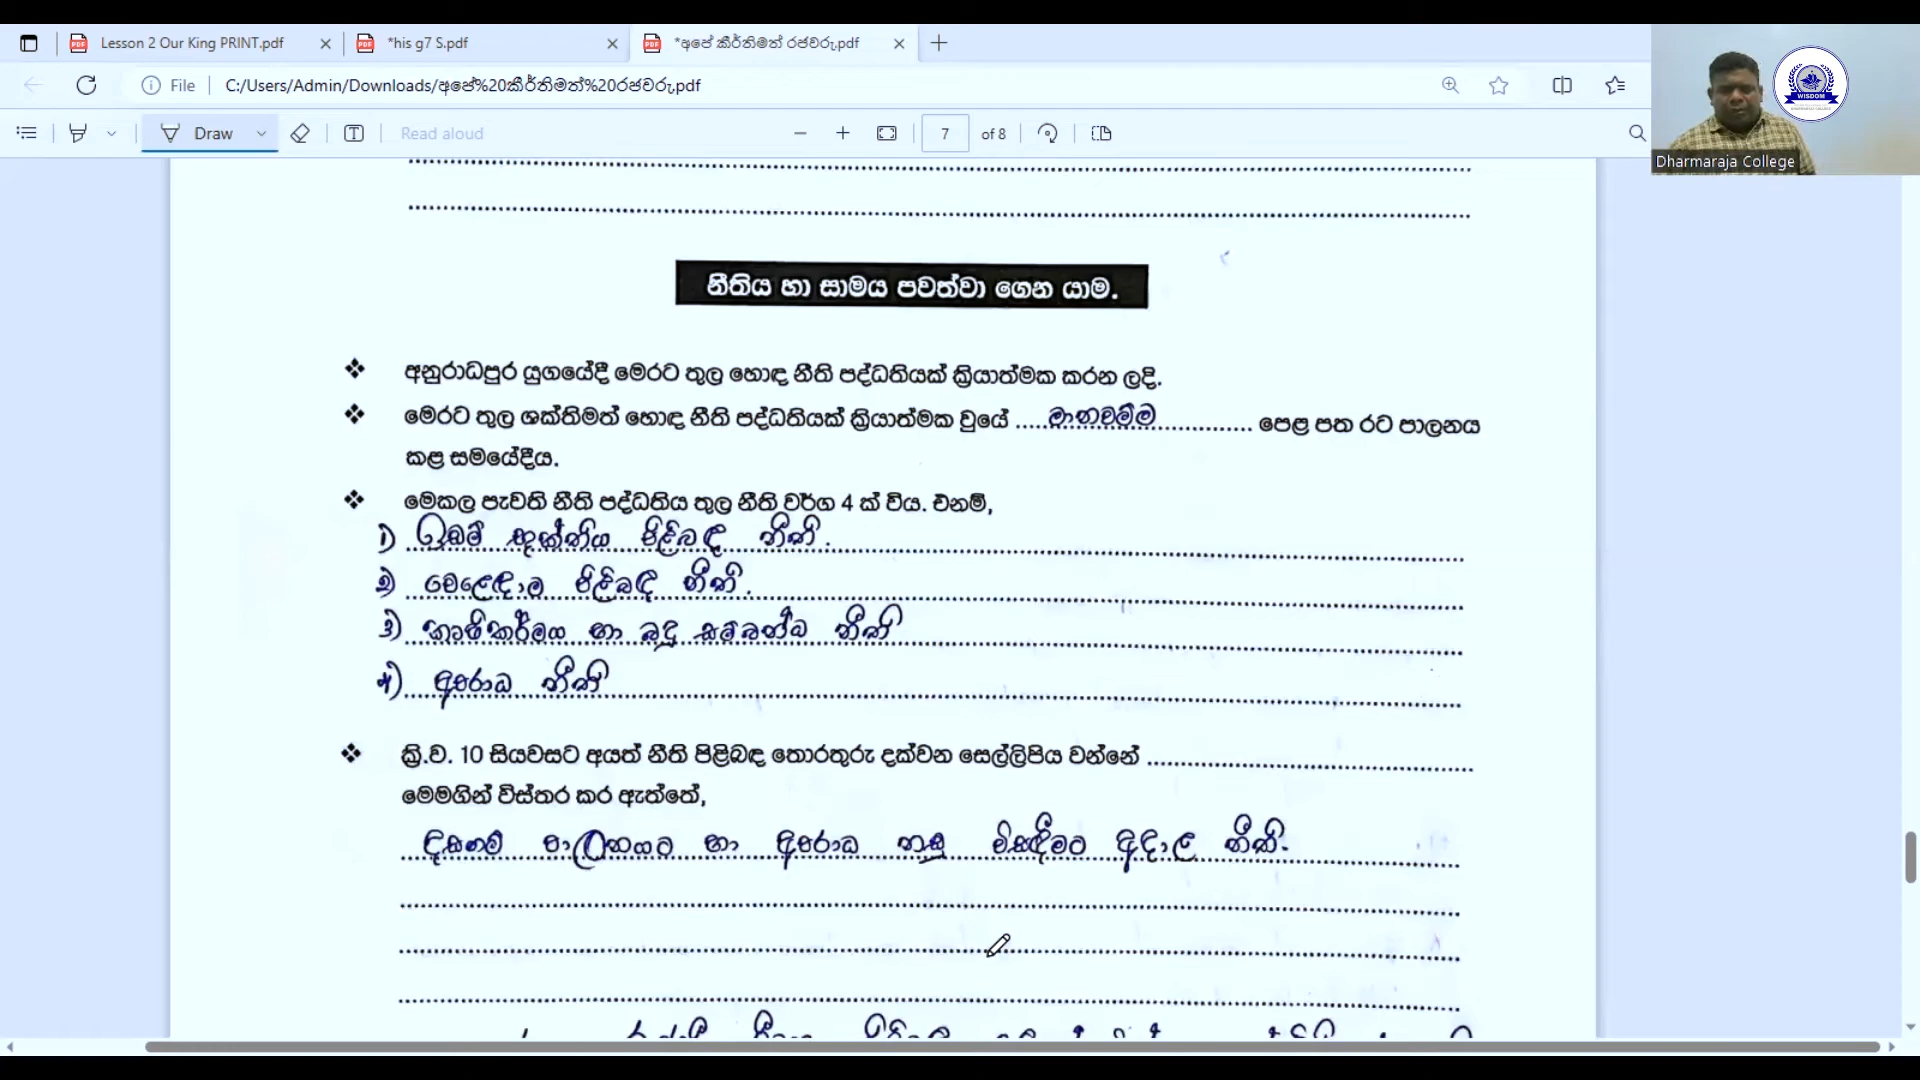 Lesson 2 Our King PRINT.pdf
*his g7 S.pdf
*අපේ කීර්තිමත් රජවරු.pdf
File
C:/Users/Admin/Downloads/අපේ%20කීර්තිමත්%20රජවරු.pdf
Draw
Read aloud
7 of 8
WISDOM
Dharmaraja College
නීතිය හා සාමය පවත්වා ගෙන යාම.
❖ අනුරාධපුර යුගයේදී මෙරට තුල හොඳ නීති පද්ධතියක් ක්‍රියාත්මක කරන ලදි.
❖ මෙරට තුල ශක්තිමත් හොඳ නීති පද්ධතියක් ක්‍රියාත්මක වුයේ මානවම්ම පෙළ පත රට පාලනය
කළ සමයේදීය.
❖ මෙකල පැවති නීති පද්ධතිය තුල නීති වර්ග 4 ක් විය. එනම්,
1) ඉඩම් භුක්තිය පිළිබඳ නීති.
2) වෙළෙඳාම පිළිබඳ නීති.
3) කෘෂිකර්මය හා බදු සම්බන්ධ නීති
4) අපරාධ නීති
❖ ක්‍රි.ව. 10 සියවසට අයත් නීති පිළිබඳ තොරතුරු දක්වන සෙල්ලිපිය වන්නේ
මෙමගින් විස්තර කර ඇත්තේ,
දසගම් පාලනයට හා අපරාධ නඩු විසඳීමට අදාල නීති.